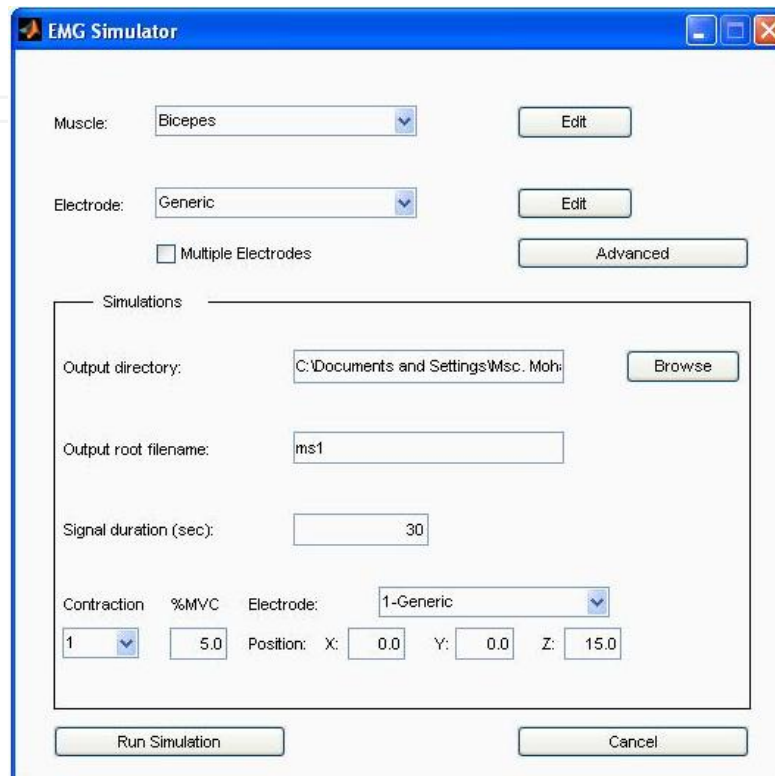 EMG Simulator
Muscle: Bicepes Edit
Electrode: Generic Edit
Multiple Electrodes Advanced
Simulations
Output directory: C:\Documents and Settings\Msc. Moh Browse
Output root filename: ms1
Signal duration (sec): 30
Contraction %MVC Electrode: 1-Generic
1 5.0 Position: X: 0.0 Y: 0.0 Z: 15.0
Run Simulation Cancel